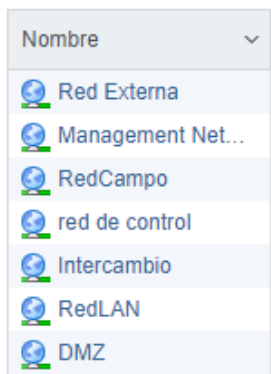 Nombre
Red Externa
Management Net...
RedCampo
red de control
Intercambio
RedLAN
DMZ